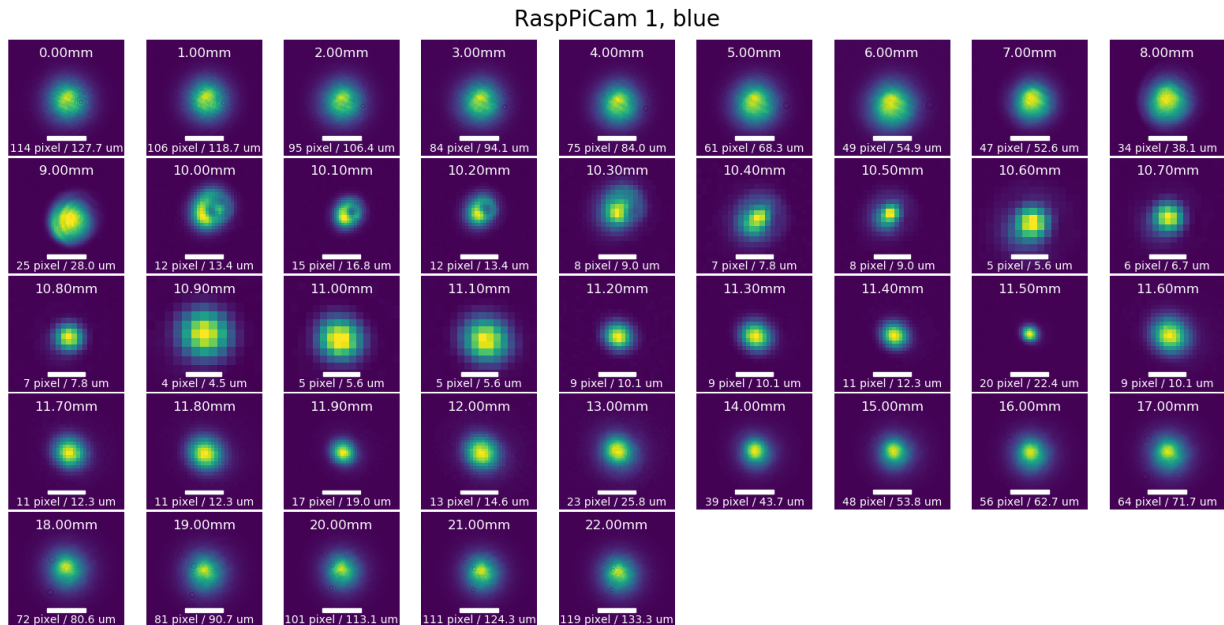 RaspPiCam 1, blue
0.00mm 1.00mm 2.00mm 3.00mm 4.00mm 5.00mm 6.00mm 7.00mm 8.00mm
114 pixel / 127.7 um 106 pixel / 118.7 um 95 pixel / 106.4 um 84 pixel / 94.1 um 75 pixel / 84.0 um 61 pixel / 68.3 um 49 pixel / 54.9 um 47 pixel / 52.6 um 34 pixel / 38.1 um
9.00mm 10.00mm 10.10mm 10.20mm 10.30mm 10.40mm 10.50mm 10.60mm 10.70mm
25 pixel / 28.0 um 12 pixel / 13.4 um 15 pixel / 16.8 um 12 pixel / 13.4 um 8 pixel / 9.0 um 7 pixel / 7.8 um 8 pixel / 9.0 um 5 pixel / 5.6 um 6 pixel / 6.7 um
10.80mm 10.90mm 11.00mm 11.10mm 11.20mm 11.30mm 11.40mm 11.50mm 11.60mm
7 pixel / 7.8 um 4 pixel / 4.5 um 5 pixel / 5.6 um 5 pixel / 5.6 um 9 pixel / 10.1 um 9 pixel / 10.1 um 11 pixel / 12.3 um 20 pixel / 22.4 um 9 pixel / 10.1 um
11.70mm 11.80mm 11.90mm 12.00mm 13.00mm 14.00mm 15.00mm 16.00mm 17.00mm
11 pixel / 12.3 um 11 pixel / 12.3 um 17 pixel / 19.0 um 13 pixel / 14.6 um 23 pixel / 25.8 um 39 pixel / 43.7 um 48 pixel / 53.8 um 56 pixel / 62.7 um 64 pixel / 71.7 um
18.00mm 19.00mm 20.00mm 21.00mm 22.00mm
72 pixel / 80.6 um 81 pixel / 90.7 um 101 pixel / 113.1 um 111 pixel / 124.3 um 119 pixel / 133.3 um